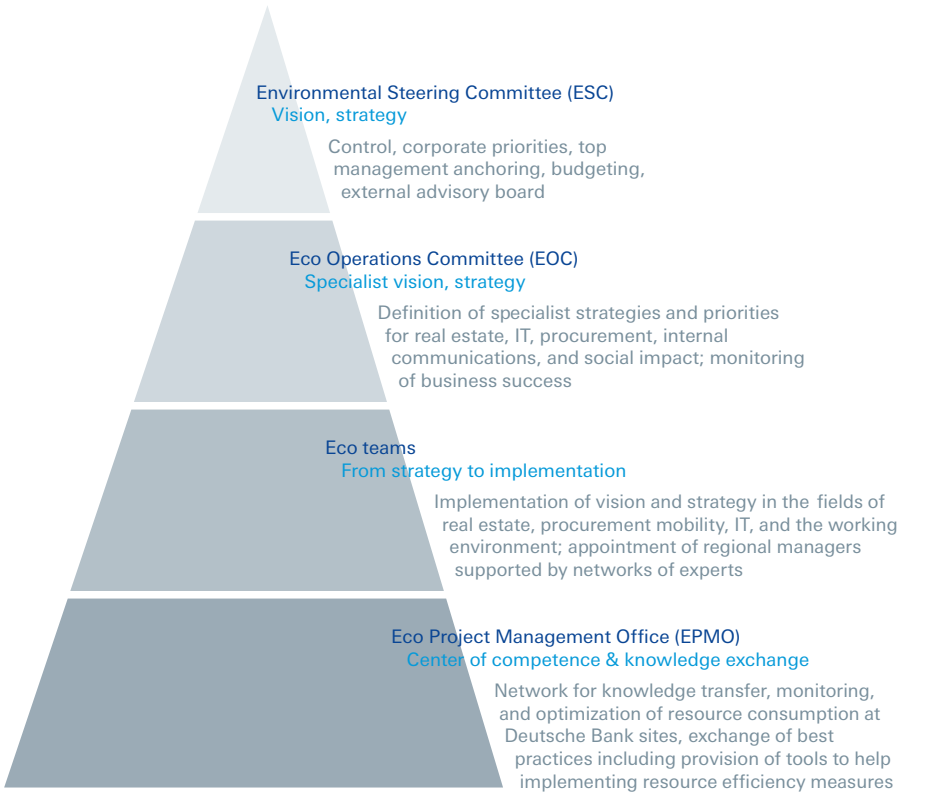 Environmental Steering Committee (ESC)
Vision, strategy
Control, corporate priorities, top
management anchoring, budgeting,
external advisory board
Eco Operations Committee (EOC)
Specialist vision, strategy
Definition of specialist strategies and priorities
for real estate, IT, procurement, internal
communications, and social impact; monitoring
of business success
Eco teams
From strategy to implementation
Implementation of vision and strategy in the fields of
real estate, procurement mobility, IT, and the working
environment; appointment of regional managers
supported by networks of experts
Eco Project Management Office (EPMO)
Center of competence & knowledge exchange
Network for knowledge transfer, monitoring,
and optimization of resource consumption at
Deutsche Bank sites, exchange of best
practices including provision of tools to help
implementing resource efficiency measures